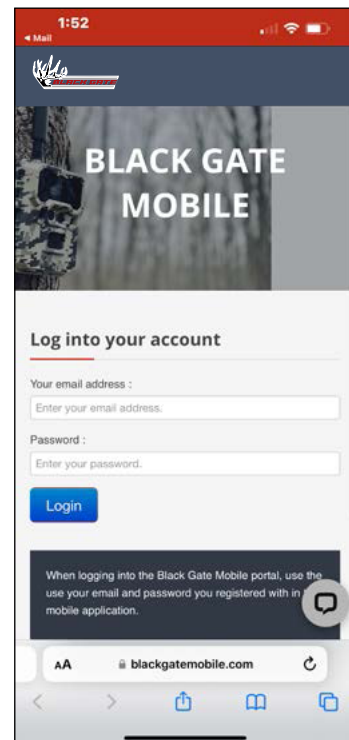 1:52
◀ Mail
BLACK GATE
MOBILE
Log into your account
Your email address :
Enter your email address.
Password :
Enter your password.
Login
When logging into the Black Gate Mobile portal, use the
use your email and password you registered with in
mobile application.
AA blackgatemobile.com